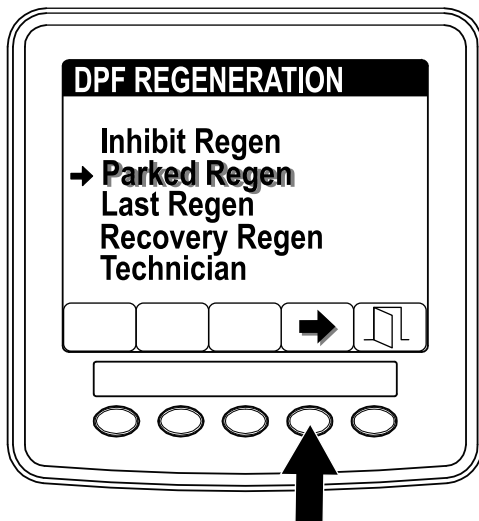 DPF REGENERATION
Inhibit Regen
Parked Regen
Last Regen
Recovery Regen
Technician